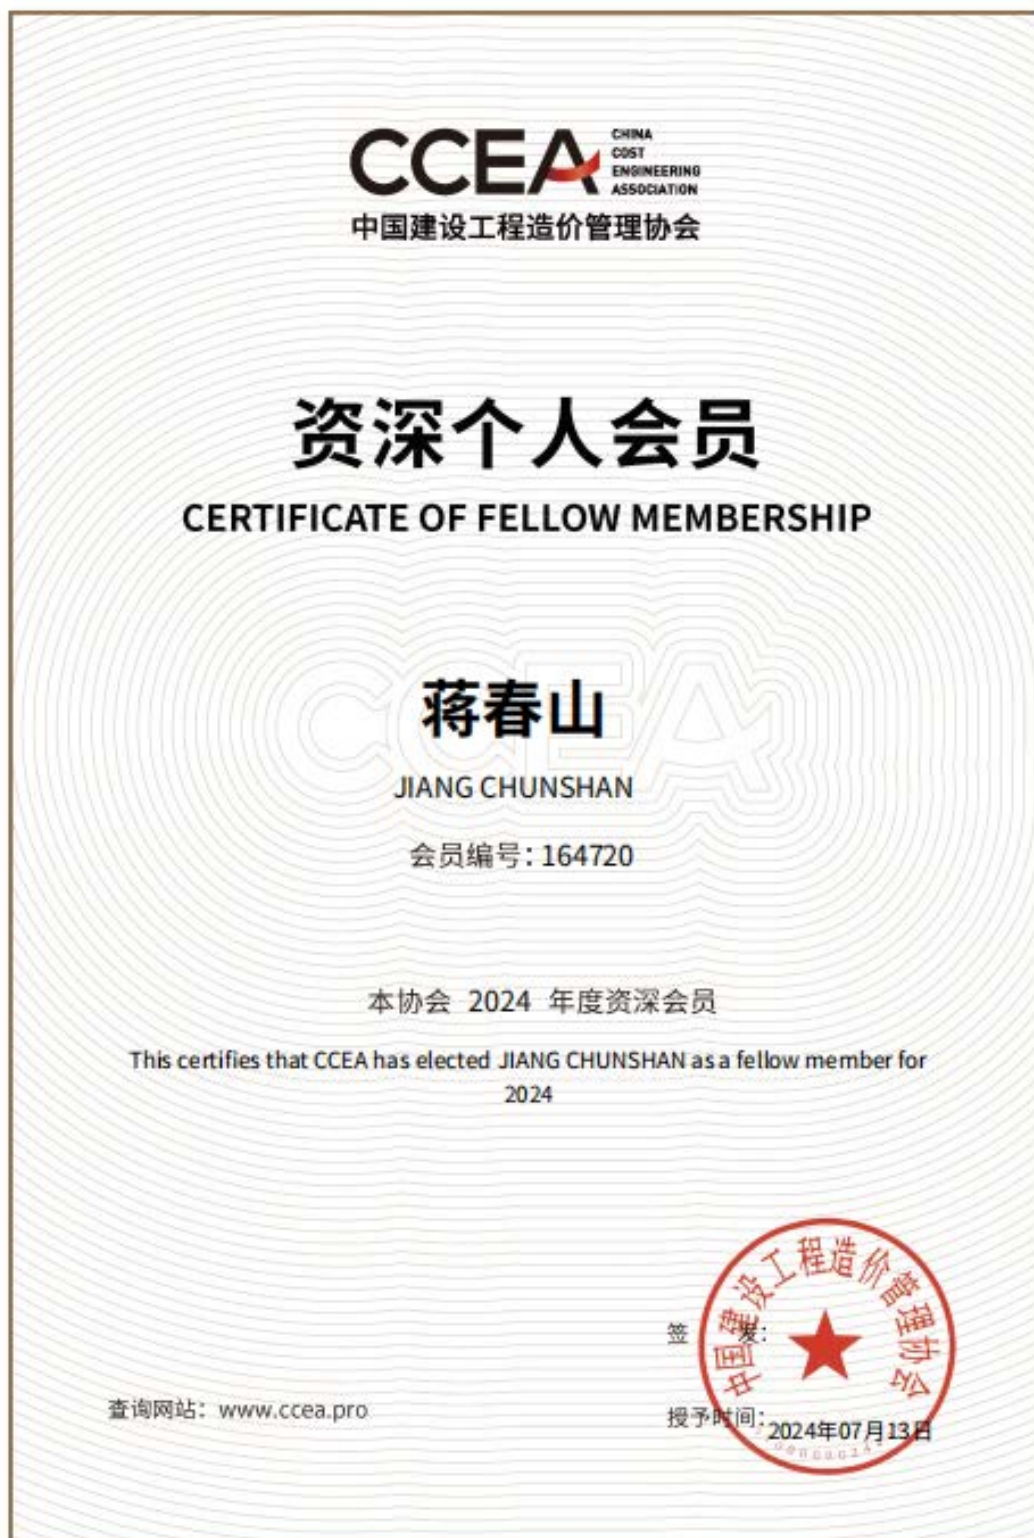 CCEA
CHINA
COST
ENGINEERING
ASSOCIATION
中国建设工程造价管理协会
资深个人会员
CERTIFICATE OF FELLOW MEMBERSHIP
CCEA
蒋春山
JIANG CHUNSHAN
会员编号：164720
本协会 2024 年度资深会员
This certifies that CCEA has elected JIANG CHUNSHAN as a fellow member for
2024
中国建设工程造价管理协会
签 发：
查询网站：www.ccea.pro
授予时间：2024年07月13日